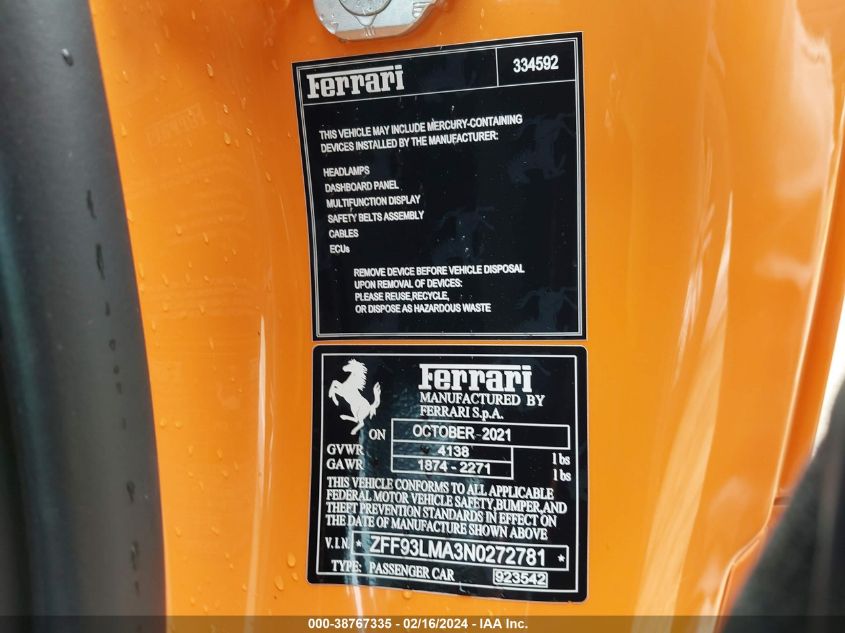 Ferrari 334592
THIS VEHICLE MAY INCLUDE MERCURY-CONTAINING
DEVICES INSTALLED BY THE MANUFACTURER:
HEADLAMPS
DASHBOARD PANEL
MULTIFUNCTION DISPLAY
SAFETY BELTS ASSEMBLY
CABLES
ECUs
REMOVE DEVICE BEFORE VEHICLE DISPOSAL
UPON REMOVAL OF DEVICES:
PLEASE REUSE,RECYCLE,
OR DISPOSE AS HAZARDOUS WASTE
Ferrari
MANUFACTURED BY
FERRARI S.p.A.
ON OCTOBER-2021
GVWR 4138 lbs
GAWR 1874 - 2271 lbs
THIS VEHICLE CONFORMS TO ALL APPLICABLE
FEDERAL MOTOR VEHICLE SAFETY,BUMPER,AND
THEFT PREVENTION STANDARDS IN EFFECT ON
THE DATE OF MANUFACTURE SHOWN ABOVE
V.I.N. * ZFF93LMA3N0272781 *
TYPE: PASSENGER CAR 923542
000-38767335 - 02/16/2024 - IAA Inc.